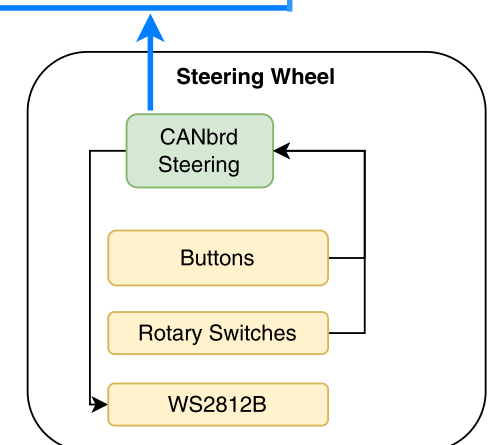 Steering Wheel
CANbrd
Steering
Buttons
Rotary Switches
WS2812B